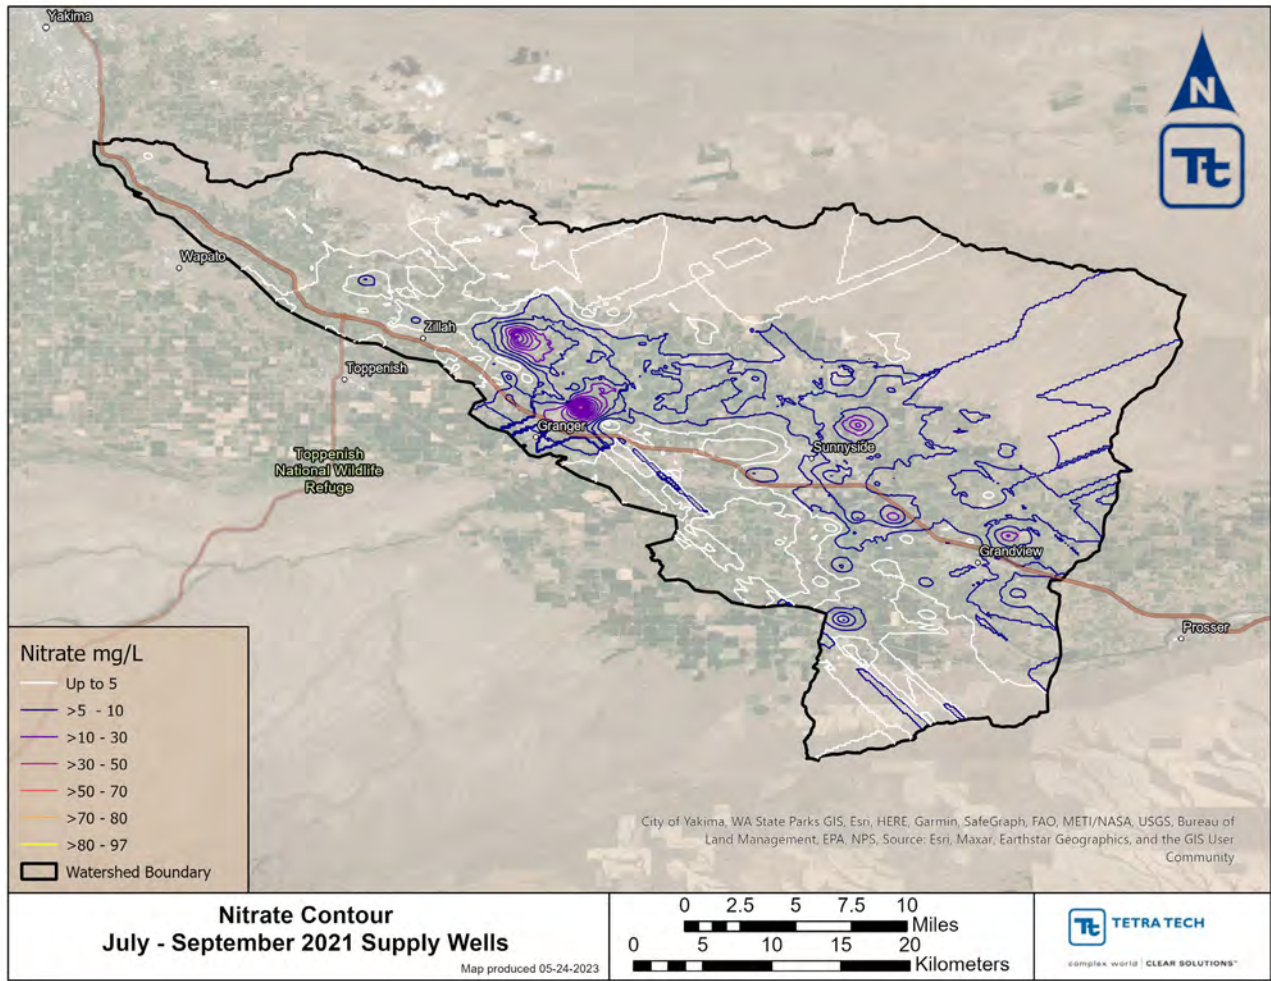 Yakima
N
Tt
Wapato
Zillah
Toppenish
Granger
Sunnyside
Toppenish
National Wildlife
Refuge
Grandview
Prosser
Nitrate mg/L
Up to 5
>5 - 10
>10 - 30
>30 - 50
>50 - 70
>70 - 80
>80 - 97
Watershed Boundary
City of Yakima, WA State Parks GIS, Esri, HERE, Garmin, SafeGraph, FAO, METI/NASA, USGS, Bureau of
Land Management, EPA, NPS, Source: Esri, Maxar, Earthstar Geographics, and the GIS User
Community
Nitrate Contour
July - September 2021 Supply Wells
Map produced 05-24-2023
0 2.5 5 7.5 10
Miles
0 5 10 15 20
Kilometers
Tt TETRA TECH
complex world | CLEAR SOLUTIONS™